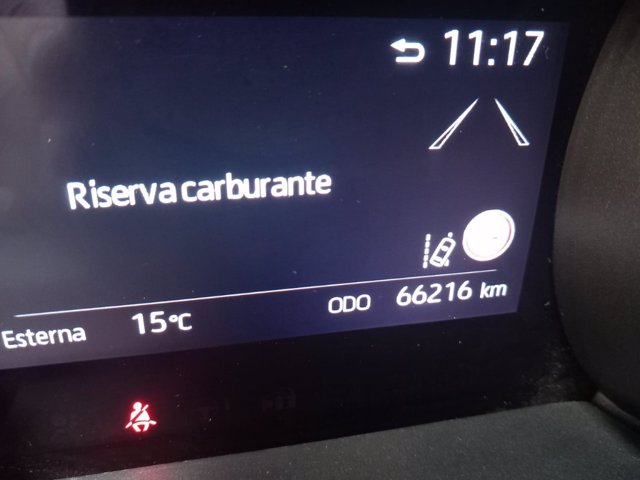 11:17
Riserva carburante
Esterna 15°C ODO 66216 km